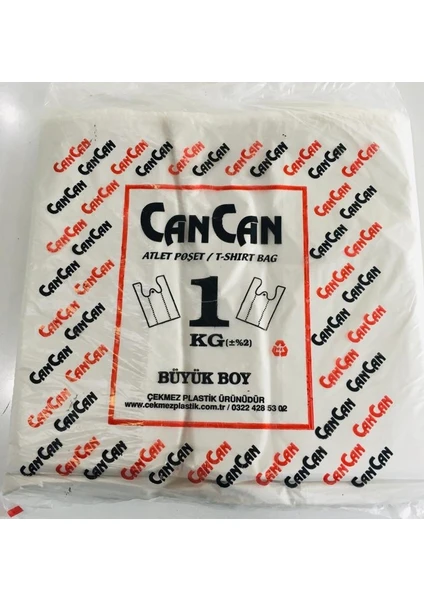 CANCAN
ATLET POŞET / T-SHIRT BAG
1
KG (±%2)
BÜYÜK BOY
ÇEKMEZ PLASTİK ÜRÜNÜDÜR
www.cekmezplastik.com.tr / 0322 428 53 02